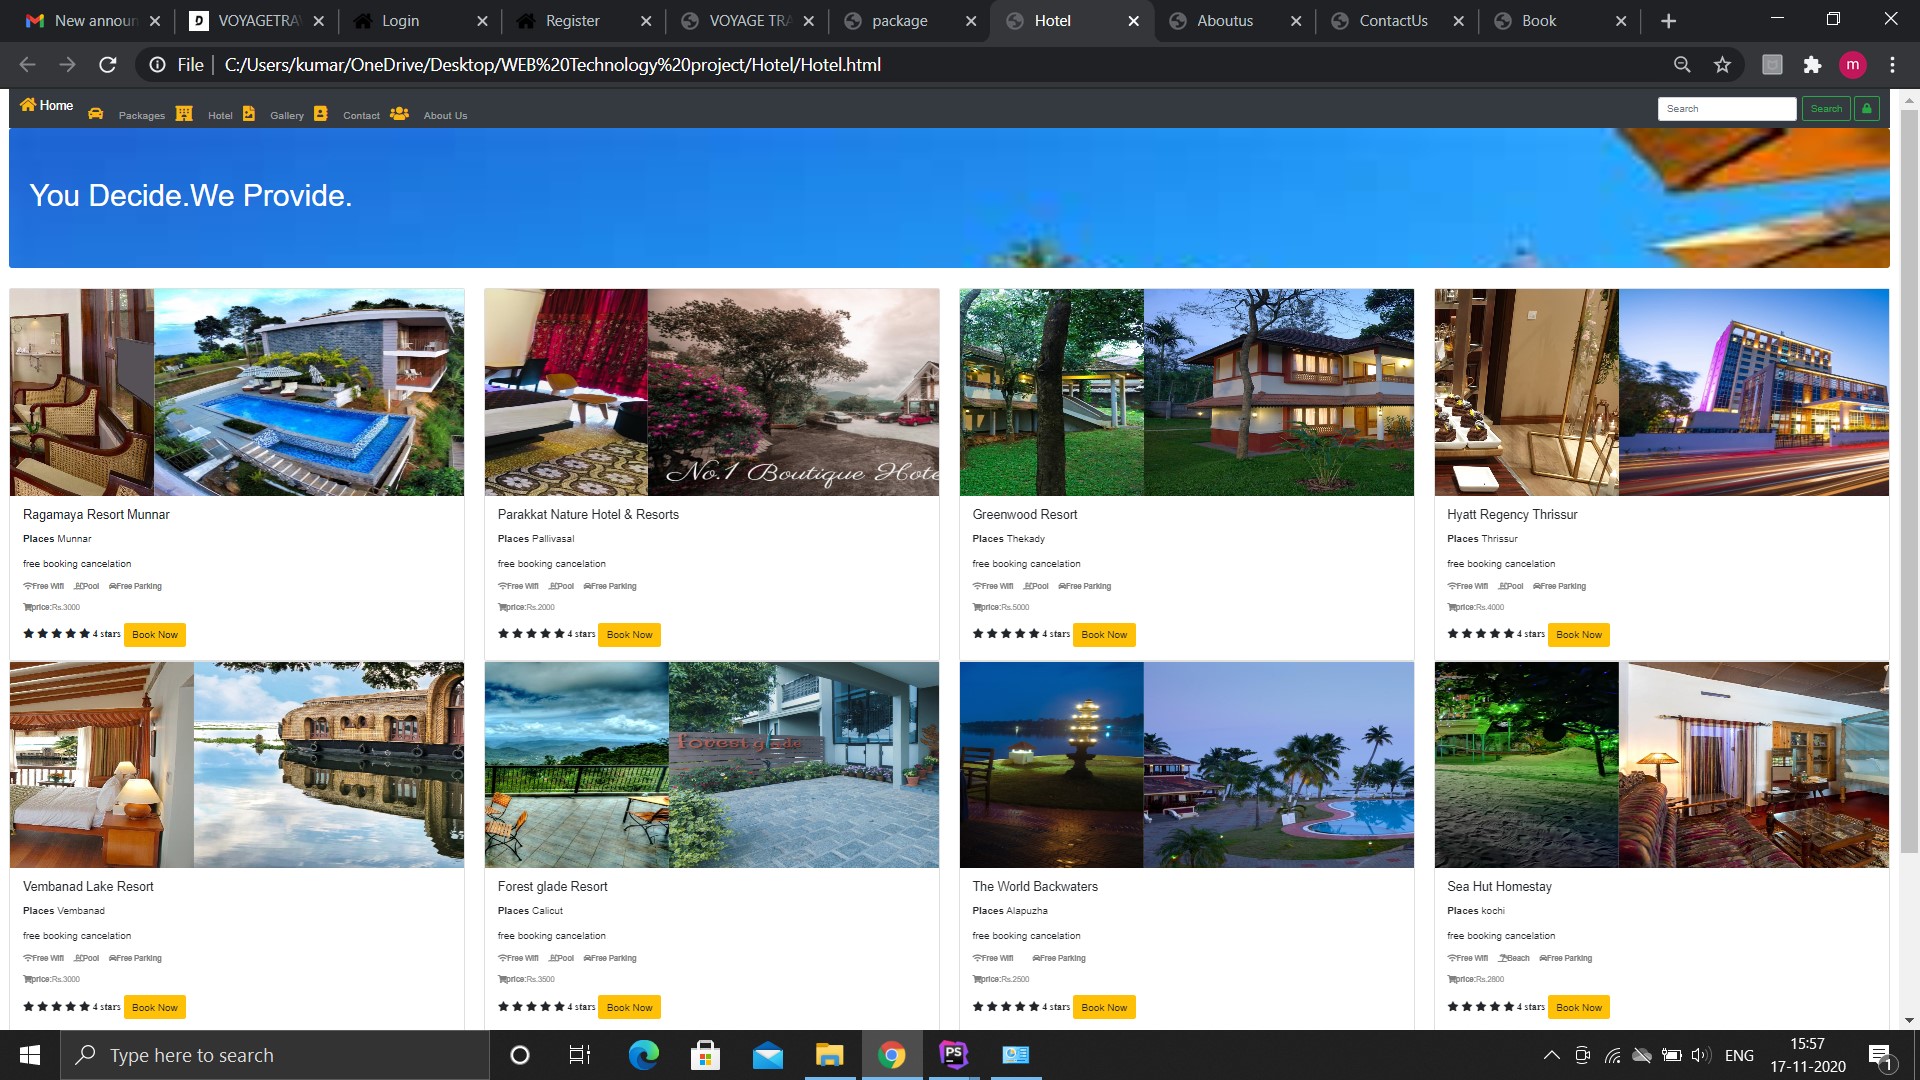 New announ
VOYAGETRA
Login
Register
VOYAGE TRA
package
Hotel
Aboutus
ContactUs
Book
File
C:/Users/kumar/OneDrive/Desktop/WEB%20Technology%20project/Hotel/Hotel.html
m
Home
Packages
Hotel
Gallery
Contact
About Us
Search
Search
You Decide.We Provide.
No.1 Boutique Hote
Ragamaya Resort Munnar
Places Munnar
free booking cancelation
Free Wifi Pool Free Parking
price:Rs.3000
4 stars Book Now
Parakkat Nature Hotel & Resorts
Places Pallivasal
free booking cancelation
Free Wifi Pool Free Parking
price:Rs.2000
4 stars Book Now
Greenwood Resort
Places Thekady
free booking cancelation
Free Wifi Pool Free Parking
price:Rs.5000
4 stars Book Now
Hyatt Regency Thrissur
Places Thrissur
free booking cancelation
Free Wifi Pool Free Parking
price:Rs.4000
4 stars Book Now
forest glade
Vembanad Lake Resort
Places Vembanad
free booking cancelation
Free Wifi Pool Free Parking
price:Rs.3000
4 stars Book Now
Forest glade Resort
Places Calicut
free booking cancelation
Free Wifi Pool Free Parking
price:Rs.3500
4 stars Book Now
The World Backwaters
Places Alapuzha
free booking cancelation
Free Wifi Free Parking
price:Rs.2500
4 stars Book Now
Sea Hut Homestay
Places kochi
free booking cancelation
Free Wifi Beach Free Parking
price:Rs.2800
4 stars Book Now
Type here to search
PS
ENG
15:57
17-11-2020
1